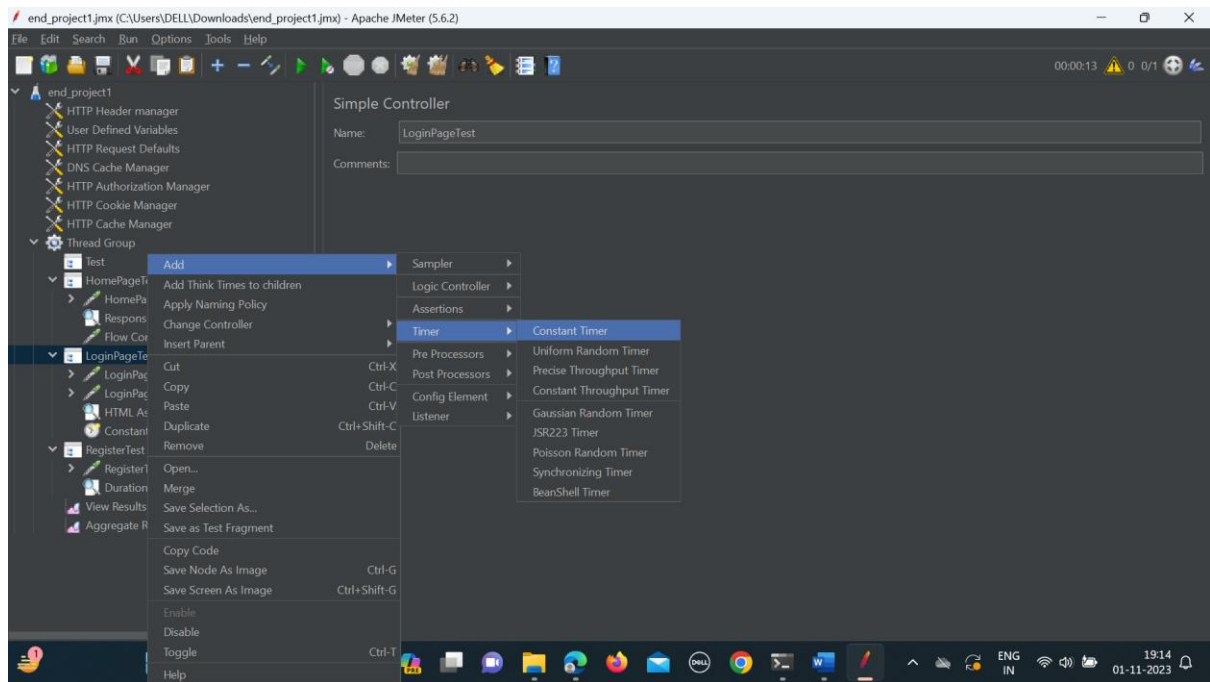 end_project1.jmx (C:\Users\DELL\Downloads\end_project1.jmx) - Apache JMeter (5.6.2)
File Edit Search Run Options Tools Help
00:00:13 0 0/1
end_project1
HTTP Header manager
User Defined Variables
HTTP Request Defaults
DNS Cache Manager
HTTP Authorization Manager
HTTP Cookie Manager
HTTP Cache Manager
Thread Group
Test
HomePageTe
HomePa
Respons
Flow Cor
LoginPageTe
LoginPag
LoginPag
HTML As
Constant
RegisterTest
RegisterT
Duration
View Results
Aggregate R
Simple Controller
Name: LoginPageTest
Comments:
Add
Add Think Times to children
Apply Naming Policy
Change Controller
Insert Parent
Cut Ctrl-X
Copy Ctrl-C
Paste Ctrl-V
Duplicate Ctrl+Shift-C
Remove Delete
Open...
Merge
Save Selection As...
Save as Test Fragment
Copy Code
Save Node As Image Ctrl-G
Save Screen As Image Ctrl+Shift-G
Enable
Disable
Toggle Ctrl-T
Help
Sampler
Logic Controller
Assertions
Timer
Pre Processors
Post Processors
Config Element
Listener
Constant Timer
Uniform Random Timer
Precise Throughput Timer
Constant Throughput Timer
Gaussian Random Timer
JSR223 Timer
Poisson Random Timer
Synchronizing Timer
BeanShell Timer
1
PRE
DELL
ENG
IN
19:14
01-11-2023